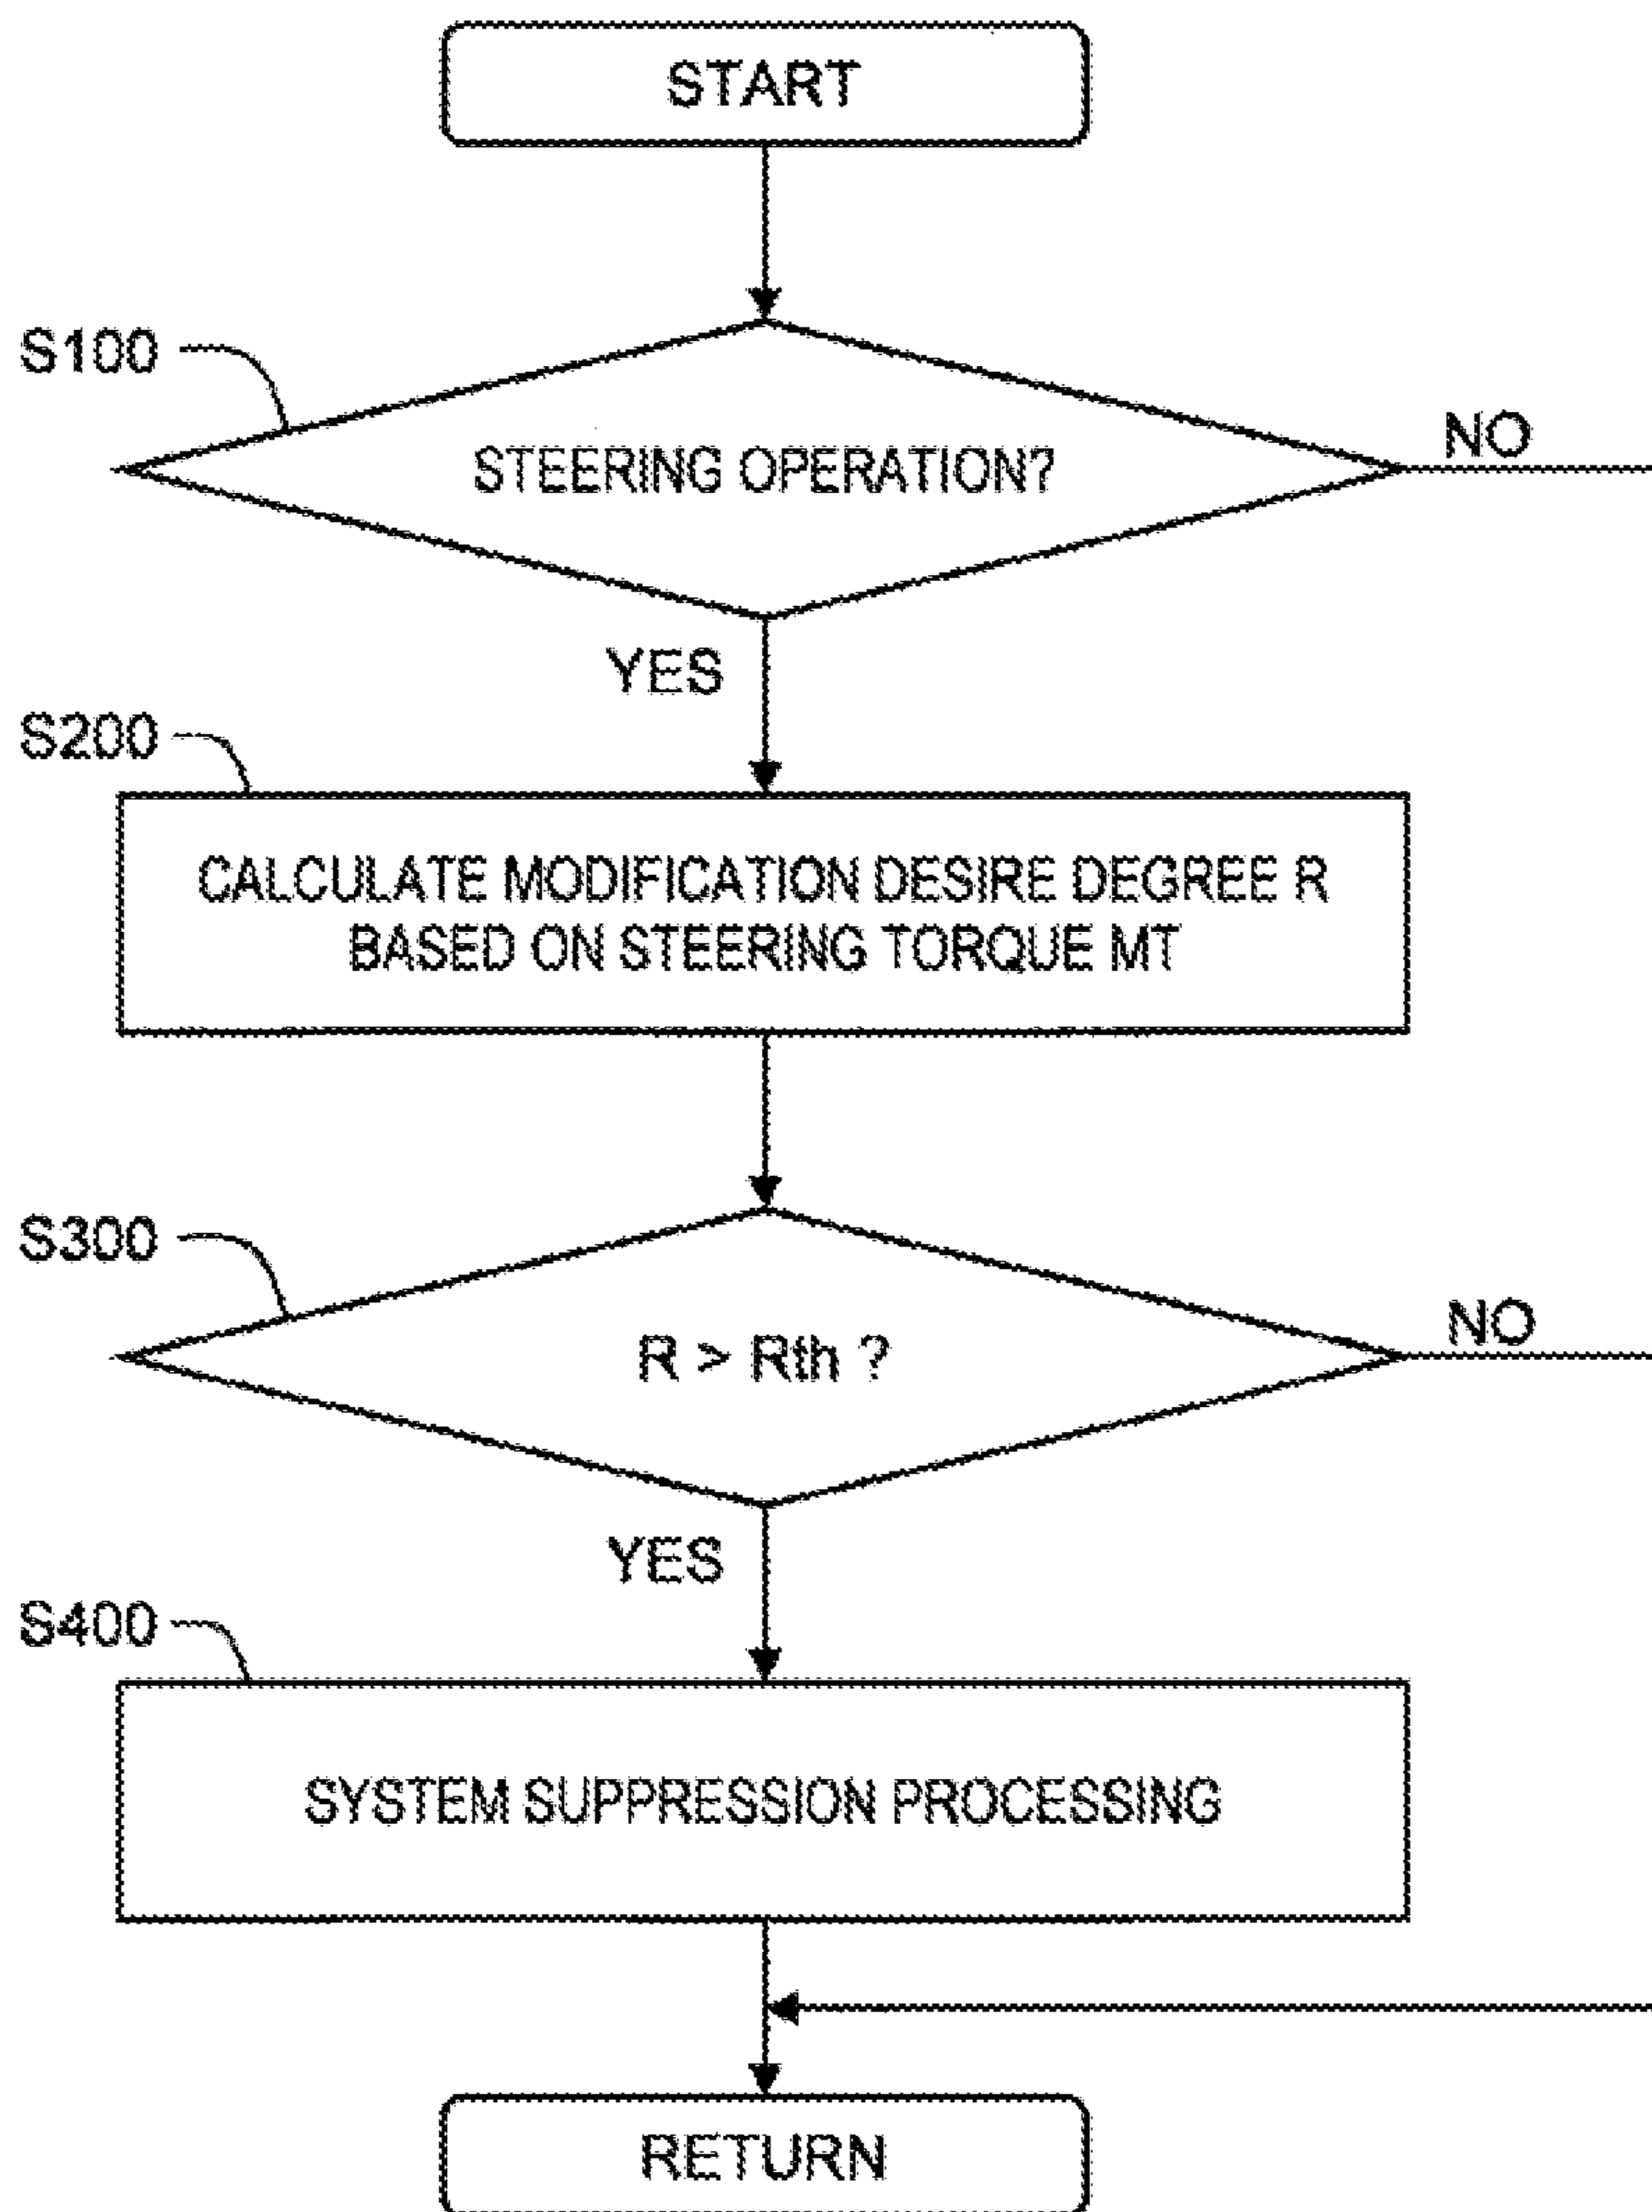 START
S100
STEERING OPERATION?
NO
YES
S200
CALCULATE MODIFICATION DESIRE DEGREE R
BASED ON STEERING TORQUE MT
S300
R > Rth ?
NO
YES
S400
SYSTEM SUPPRESSION PROCESSING
RETURN